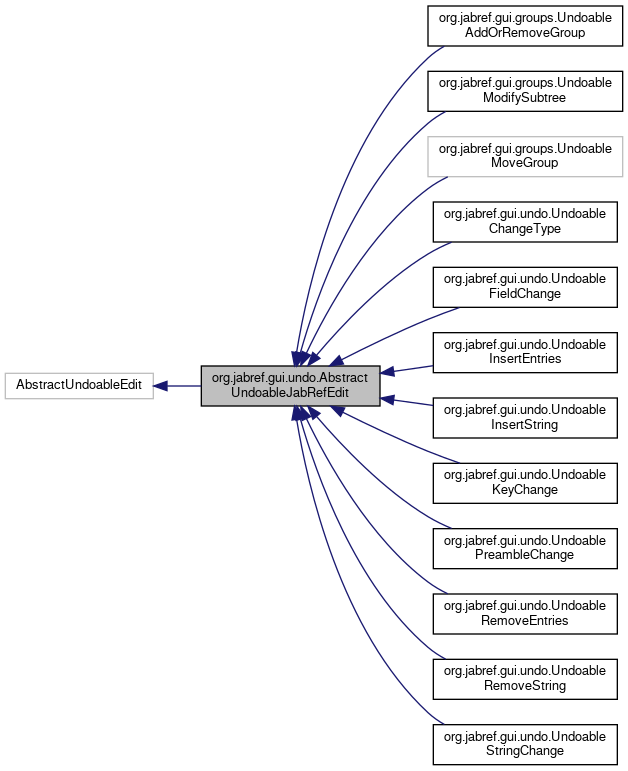 org.jabref.gui.groups.Undoable
AddOrRemoveGroup
org.jabref.gui.groups.Undoable
ModifySubtree
org.jabref.gui.groups.Undoable
MoveGroup
org.jabref.gui.undo.Undoable
ChangeType
org.jabref.gui.undo.Undoable
FieldChange
org.jabref.gui.undo.Undoable
InsertEntries
AbstractUndoableEdit
org.jabref.gui.undo.Abstract
UndoableJabRefEdit
org.jabref.gui.undo.Undoable
InsertString
org.jabref.gui.undo.Undoable
KeyChange
org.jabref.gui.undo.Undoable
PreambleChange
org.jabref.gui.undo.Undoable
RemoveEntries
org.jabref.gui.undo.Undoable
RemoveString
org.jabref.gui.undo.Undoable
StringChange